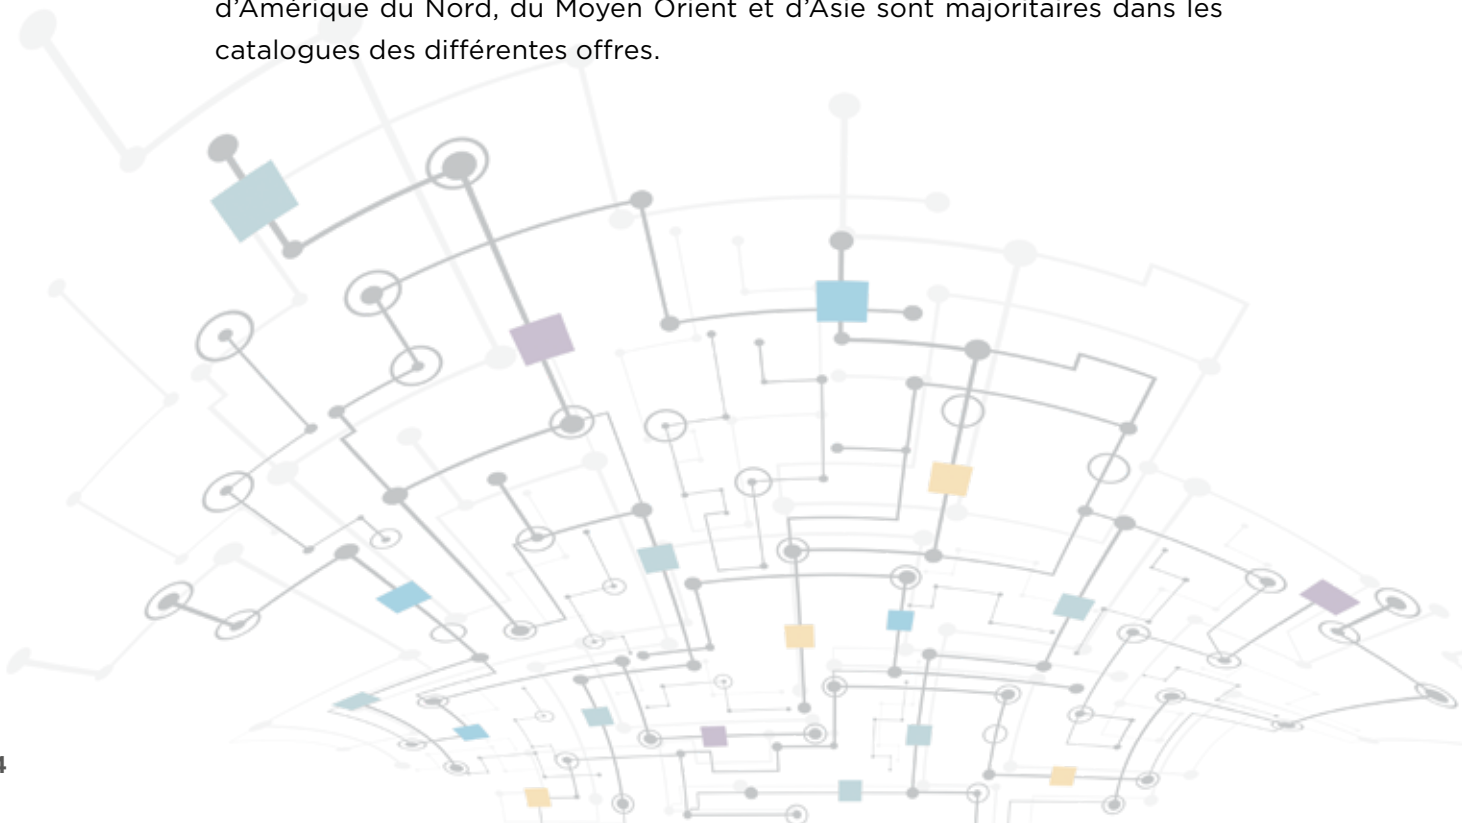 d'Amérique du Nord, du Moyen Orient et d'Asie sont majoritaires dans les
catalogues des différentes offres.
4